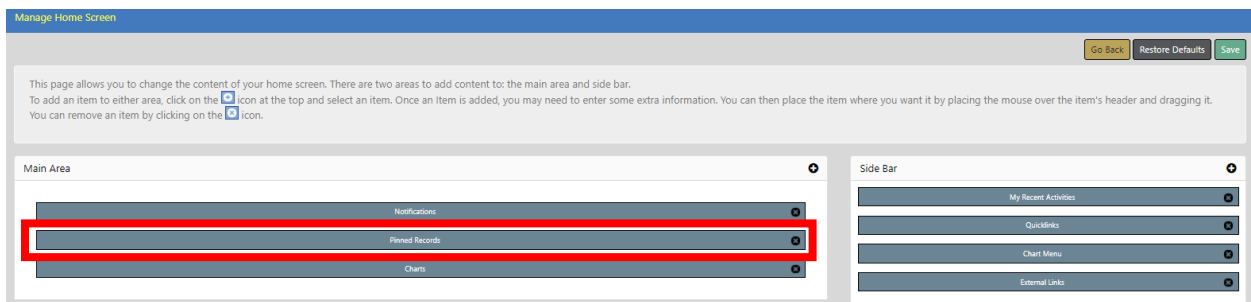 Manage Home Screen
Go Back Restore Defaults Save
This page allows you to change the content of your home screen. There are two areas to add content to: the main area and side bar.
To add an item to either area, click on the icon at the top and select an item. Once an Item is added, you may need to enter some extra information. You can then place the item where you want it by placing the mouse over the item's header and dragging it.
You can remove an item by clicking on the icon.
Main Area
Notifications
Pinned Records
Charts
Side Bar
My Recent Activities
Quicklinks
Chart Menu
External Links